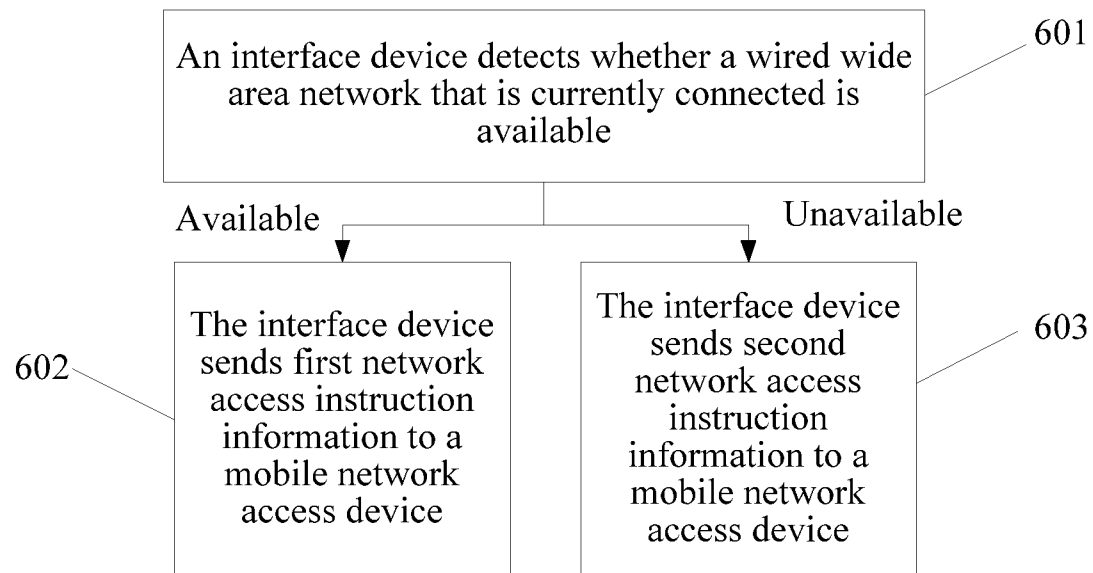 An interface device detects whether a wired wide
area network that is currently connected is
available
601
Available
Unavailable
The interface device
sends first network
access instruction
information to a
mobile network
access device
602
The interface device
sends second
network access
instruction
information to a
mobile network
access device
603